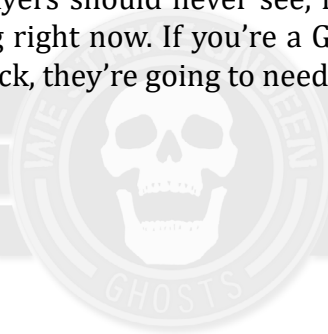 yers should never see,
g right now. If you're a G
ck, they're going to need
GHOSTS